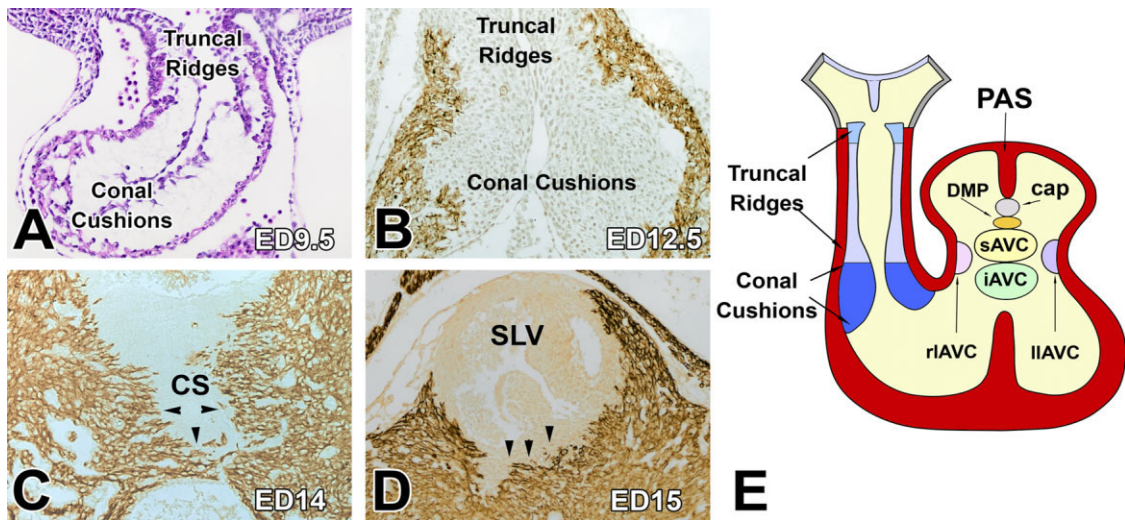 Truncal
Ridges
Conal
Cushions
A
ED9.5
Truncal
Ridges
Conal Cushions
B
ED12.5
CS
C
ED14
SLV
D
ED15
PAS
Truncal
Ridges
DMP
cap
sAVC
iAVC
Conal
Cushions
rlAVC
llAVC
E